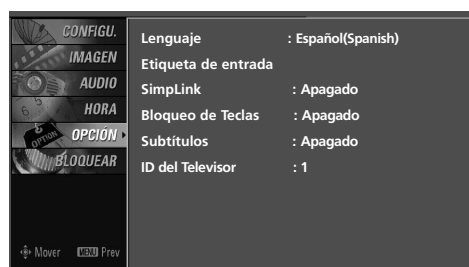 CONFIGU.
IMAGEN
AUDIO
HORA
OPCIÓN
BLOQUEAR
Mover MENU Prev
Lenguaje : Español(Spanish)
Etiqueta de entrada
SimpLink : Apagado
Bloqueo de Teclas : Apagado
Subtítulos : Apagado
ID del Televisor : 1